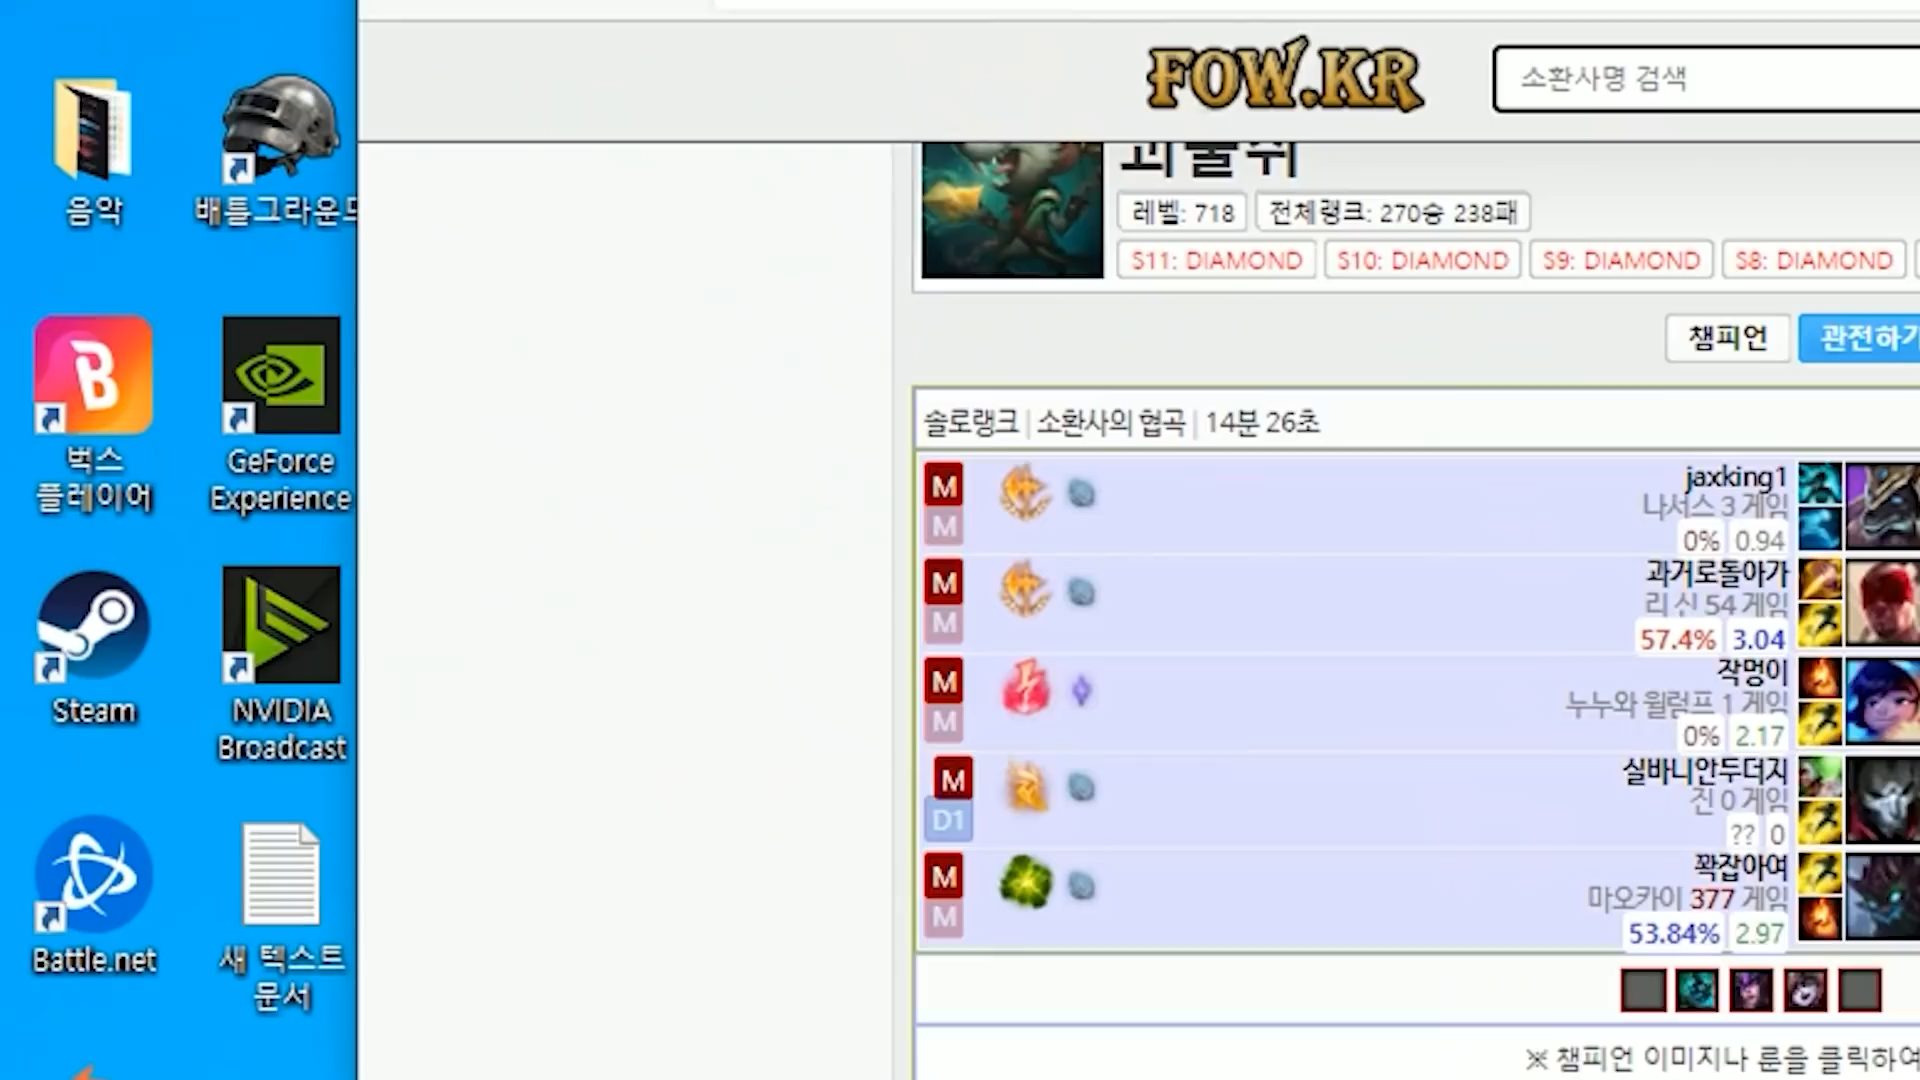 음악
배틀그라운드
벅스
플레이어
GeForce
Experience
Steam
NVIDIA
Broadcast
Battle.net
새 텍스트
문서
FOW.KR
소환사명 검색
괴물쥐
레벨: 718
전체랭크: 270승 238패
S11: DIAMOND
S10: DIAMOND
S9: DIAMOND
S8: DIAMOND
챔피언
관전하기
솔로랭크 | 소환사의 협곡 | 14분 26초
M
M
jaxking1
나서스 3 게임
0% 0.94
M
M
과거로돌아가
리 신 54 게임
57.4% 3.04
M
M
작멍이
누누와 윌럼프 1 게임
0% 2.17
M
D1
실바니안두더지
진 0 게임
?? 0
M
M
꽉잡아여
마오카이 377 게임
53.84% 2.97
※ 챔피언 이미지나 룬을 클릭하여